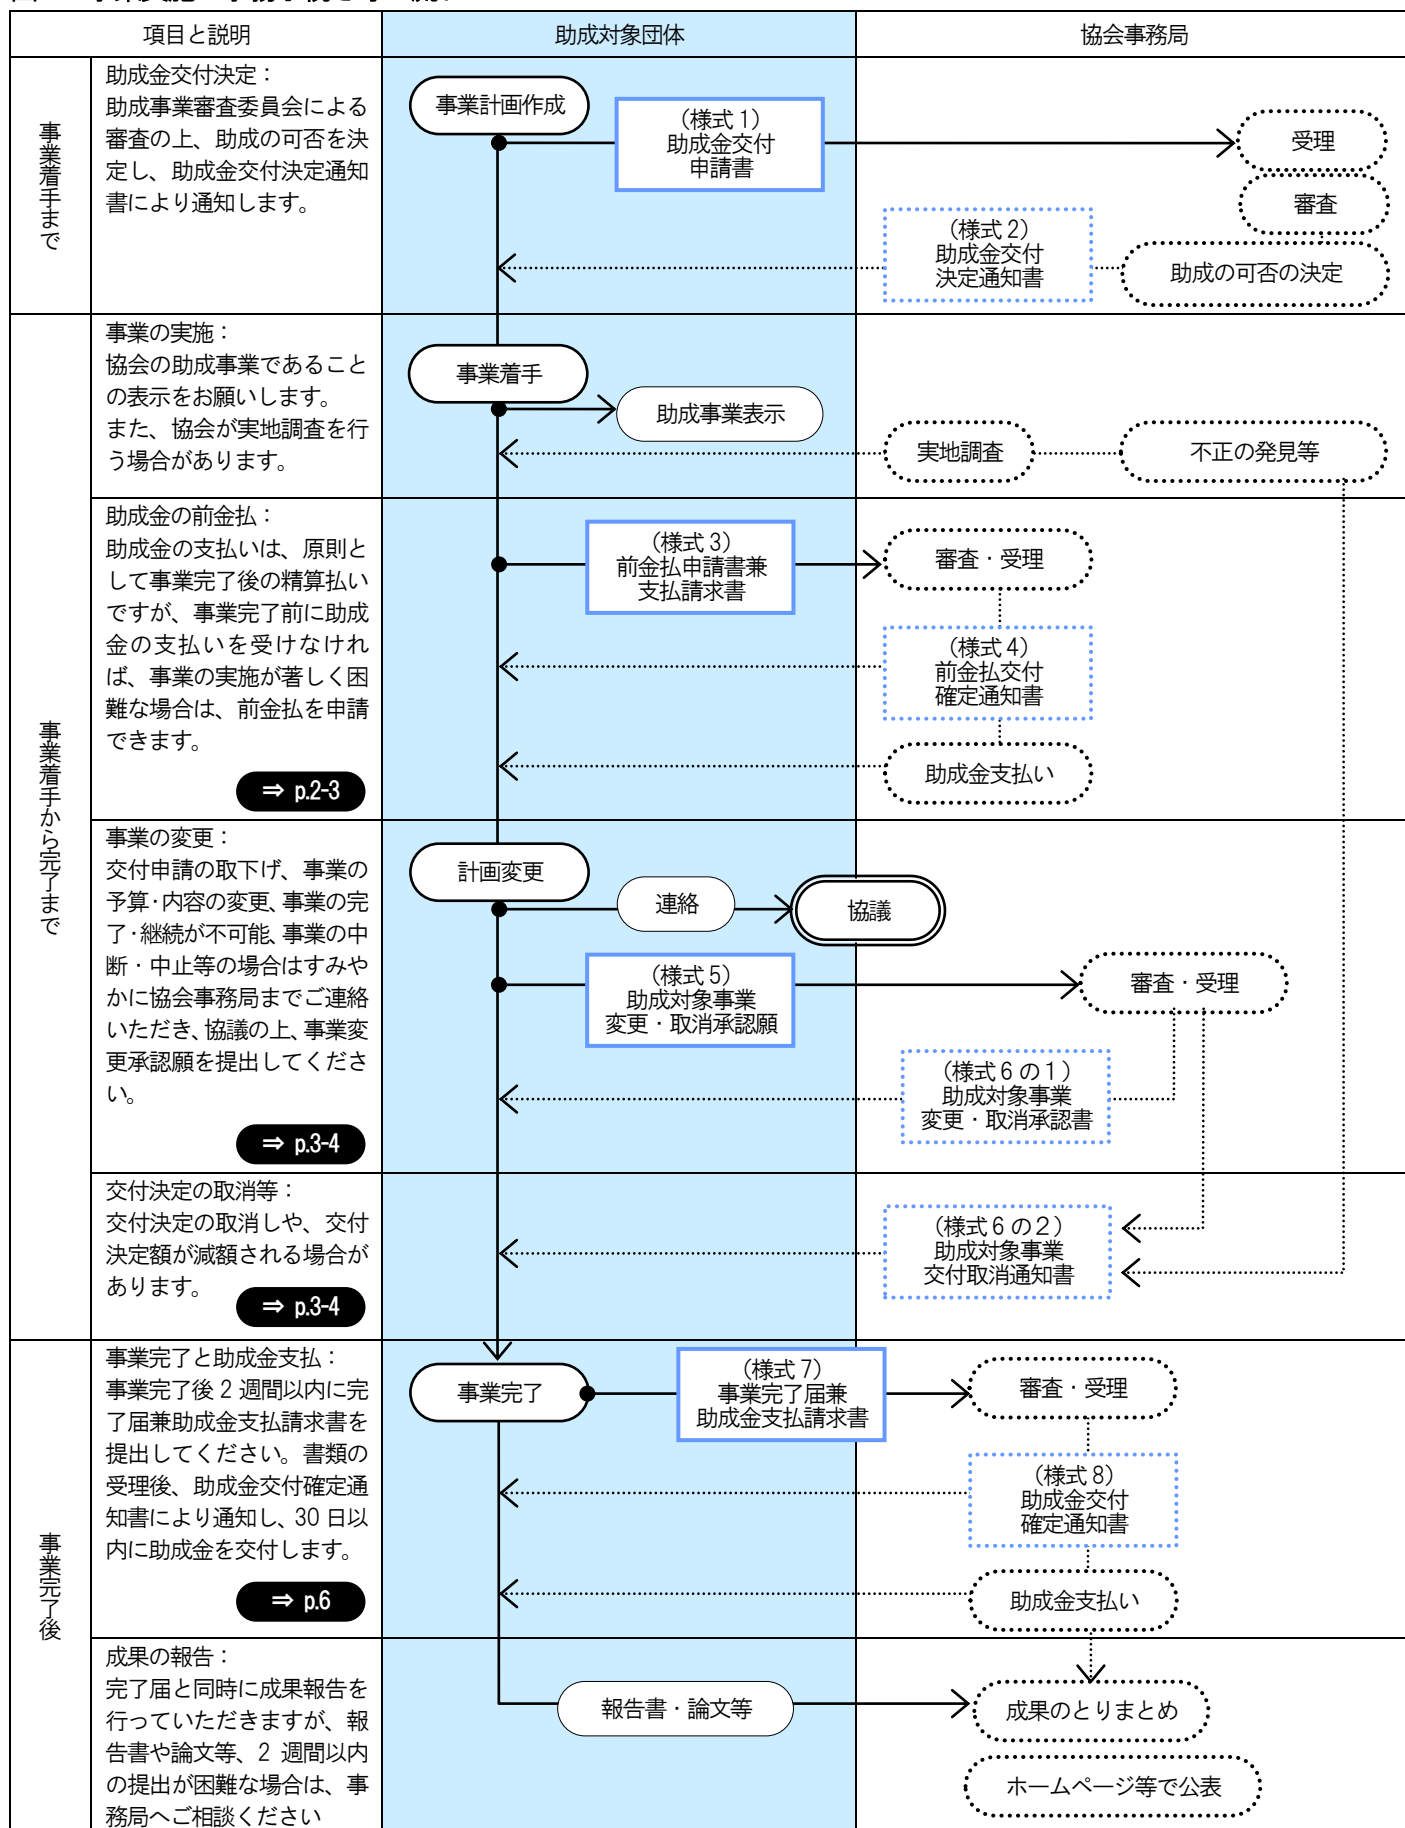 項目と説明
助成対象団体
協会事務局
事業着手まで
助成金交付決定：
助成事業審査委員会による
審査の上、助成の可否を決
定し、助成金交付決定通知
書により通知します。
事業計画作成
（様式1）
助成金交付
申請書
受理
審査
助成の可否の決定
（様式2）
助成金交付
決定通知書
事業着手から完了まで
事業の実施：
協会の助成事業であること
の表示をお願いします。
また、協会が実地調査を行
う場合があります。
事業着手
助成事業表示
実地調査
不正の発見等
助成金の前金払：
助成金の支払いは、原則と
して事業完了後の精算払い
ですが、事業完了前に助成
金の支払いを受けなけれ
ば、事業の実施が著しく困
難な場合は、前金払を申請
できます。
⇒ p.2-3
（様式3）
前金払申請書兼
支払請求書
審査・受理
（様式4）
前金払交付
確定通知書
助成金支払い
事業の変更：
交付申請の取下げ、事業の
予算・内容の変更、事業の完
了・継続が不可能、事業の中
断・中止等の場合はすみや
かに協会事務局までご連絡
いただき、協議の上、事業変
更承認願を提出してくださ
い。
⇒ p.3-4
計画変更
連絡
協議
（様式5）
助成対象事業
変更・取消承認願
審査・受理
（様式6の1）
助成対象事業
変更・取消承認書
交付決定の取消等：
交付決定の取消しや、交付
決定額が減額される場合が
あります。
⇒ p.3-4
（様式6の2）
助成対象事業
交付取消通知書
事業完了後
事業完了と助成金支払：
事業完了後2週間以内に完
了届兼助成金支払請求書を
提出してください。書類の
受理後、助成金交付確定通
知書により通知し、30日以
内に助成金を交付します。
⇒ p.6
事業完了
（様式7）
事業完了届兼
助成金支払請求書
審査・受理
（様式8）
助成金交付
確定通知書
助成金支払い
成果の報告：
完了届と同時に成果報告を
行っていただきますが、報
告書や論文等、2 週間以内
の提出が困難な場合は、事
務局へご相談ください
報告書・論文等
成果のとりまとめ
ホームページ等で公表